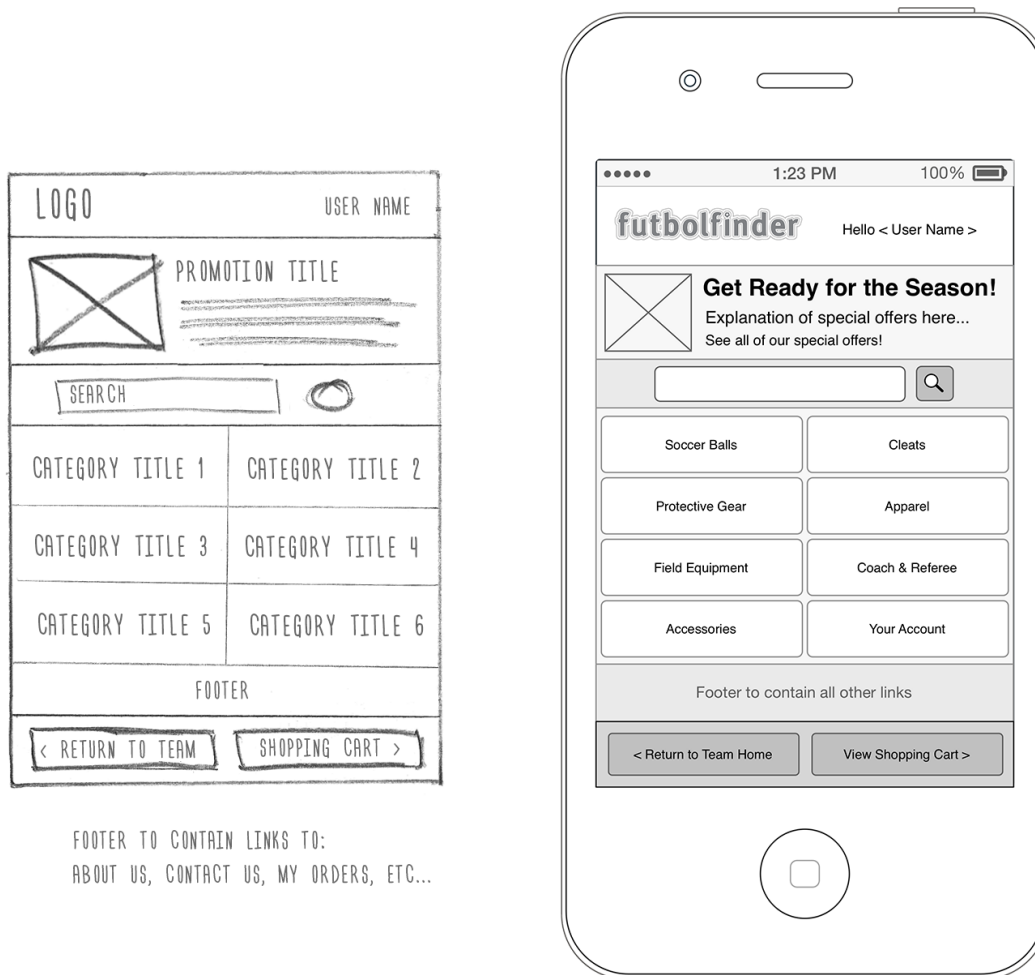 LOGO
USER NAME
PROMOTION TITLE
SEARCH
CATEGORY TITLE 1
CATEGORY TITLE 2
CATEGORY TITLE 3
CATEGORY TITLE 4
CATEGORY TITLE 5
CATEGORY TITLE 6
FOOTER
< RETURN TO TEAM
SHOPPING CART >
FOOTER TO CONTAIN LINKS TO:
ABOUT US, CONTACT US, MY ORDERS, ETC...
1:23 PM
100%
futbolfinder
Hello < User Name >
Get Ready for the Season!
Explanation of special offers here...
See all of our special offers!
Soccer Balls
Cleats
Protective Gear
Apparel
Field Equipment
Coach & Referee
Accessories
Your Account
Footer to contain all other links
< Return to Team Home
View Shopping Cart >